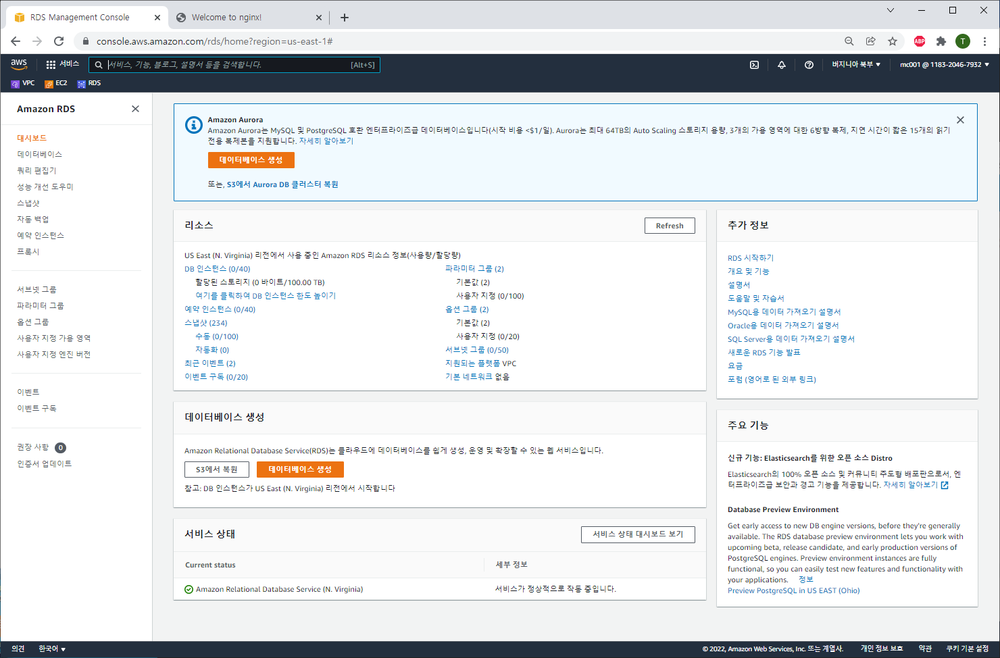 RDS Management Console
Welcome to nginx!
console.aws.amazon.com/rds/home?region=us-east-1#
ABP
T
aws
서비스
서비스, 기능, 블로그, 설명서 등을 검색합니다.
[Alt+S]
버지니아 북부
mc001 @ 1183-2046-7932
VPC
EC2
RDS
Amazon RDS
대시보드
데이터베이스
쿼리 편집기
성능 개선 도우미
스냅샷
자동 백업
예약 인스턴스
프록시
서브넷 그룹
파라미터 그룹
옵션 그룹
사용자 지정 가용 영역
사용자 지정 엔진 버전
이벤트
이벤트 구독
권장 사항 0
인증서 업데이트
Amazon Aurora
Amazon Aurora는 MySQL 및 PostgreSQL 호환 엔터프라이즈급 데이터베이스입니다(시작 비용 <$1/일). Aurora는 최대 64TB의 Auto Scaling 스토리지 용량, 3개의 가용 영역에 대한 6방향 복제, 지연 시간이 짧은 15개의 읽기
전용 복제본을 지원합니다. 자세히 알아보기
데이터베이스 생성
또는, S3에서 Aurora DB 클러스터 복원
리소스
Refresh
US East (N. Virginia) 리전에서 사용 중인 Amazon RDS 리소스 정보(사용량/할당량)
DB 인스턴스 (0/40)
할당된 스토리지 (0 바이트/100.00 TB)
여기를 클릭하여 DB 인스턴스 한도 높이기
예약 인스턴스 (0/40)
스냅샷 (234)
수동 (0/100)
자동화 (0)
최근 이벤트 (2)
이벤트 구독 (0/20)
파라미터 그룹 (2)
기본값 (2)
사용자 지정 (0/100)
옵션 그룹 (2)
기본값 (2)
사용자 지정 (0/20)
서브넷 그룹 (0/50)
지원되는 플랫폼 VPC
기본 네트워크 없음
데이터베이스 생성
Amazon Relational Database Service(RDS)는 클라우드에 데이터베이스를 쉽게 생성, 운영 및 확장할 수 있는 웹 서비스입니다.
S3에서 복원
데이터베이스 생성
참고: DB 인스턴스가 US East (N. Virginia) 리전에서 시작합니다
서비스 상태
서비스 상태 대시보드 보기
Current status
세부 정보
Amazon Relational Database Service (N. Virginia)
서비스가 정상적으로 작동 중입니다.
추가 정보
RDS 시작하기
개요 및 기능
설명서
도움말 및 자습서
MySQL용 데이터 가져오기 설명서
Oracle용 데이터 가져오기 설명서
SQL Server용 데이터 가져오기 설명서
새로운 RDS 기능 발표
요금
포럼 (영어로 된 외부 링크)
주요 기능
신규 기능: Elasticsearch를 위한 오픈 소스 Distro
Elasticsearch의 100% 오픈 소스 및 커뮤니티 주도형 배포판으로서, 엔
터프라이즈급 보안과 경고 기능을 제공합니다. 자세히 알아보기
Database Preview Environment
Get early access to new DB engine versions, before they're generally
available. The RDS database preview environment lets you work with
upcoming beta, release candidate, and early production versions of
PostgreSQL engines. Preview environment instances are fully
functional, so you can easily test new features and functionality with
your applications. 정보
Preview PostgreSQL in US EAST (Ohio)
의견
한국어
© 2022, Amazon Web Services, Inc. 또는 계열사.
개인 정보 보호
약관
쿠키 기본 설정